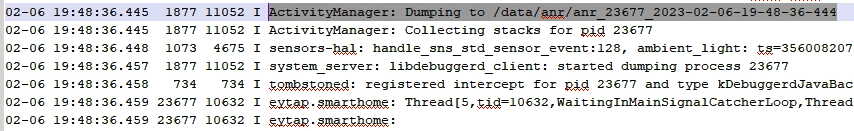 02-06 19:48:36.445 1877 11052 I ActivityManager: Dumping to /data/anr/anr_23677_2023-02-06-19-48-36-444
02-06 19:48:36.445 1877 11052 I ActivityManager: Collecting stacks for pid 23677
02-06 19:48:36.448 1073 4675 I sensors-hal: handle_sns_std_sensor_event:128, ambient_light: ts=356008207
02-06 19:48:36.457 1877 11052 I system_server: libdebuggerd_client: started dumping process 23677
02-06 19:48:36.458 734 734 I tombstoned: registered intercept for pid 23677 and type kDebuggerdJavaBac
02-06 19:48:36.459 23677 10632 I eytap.smarthome: Thread[5,tid=10632,WaitingInMainSignalCatcherLoop,Thread
02-06 19:48:36.459 23677 10632 I eytap.smarthome: